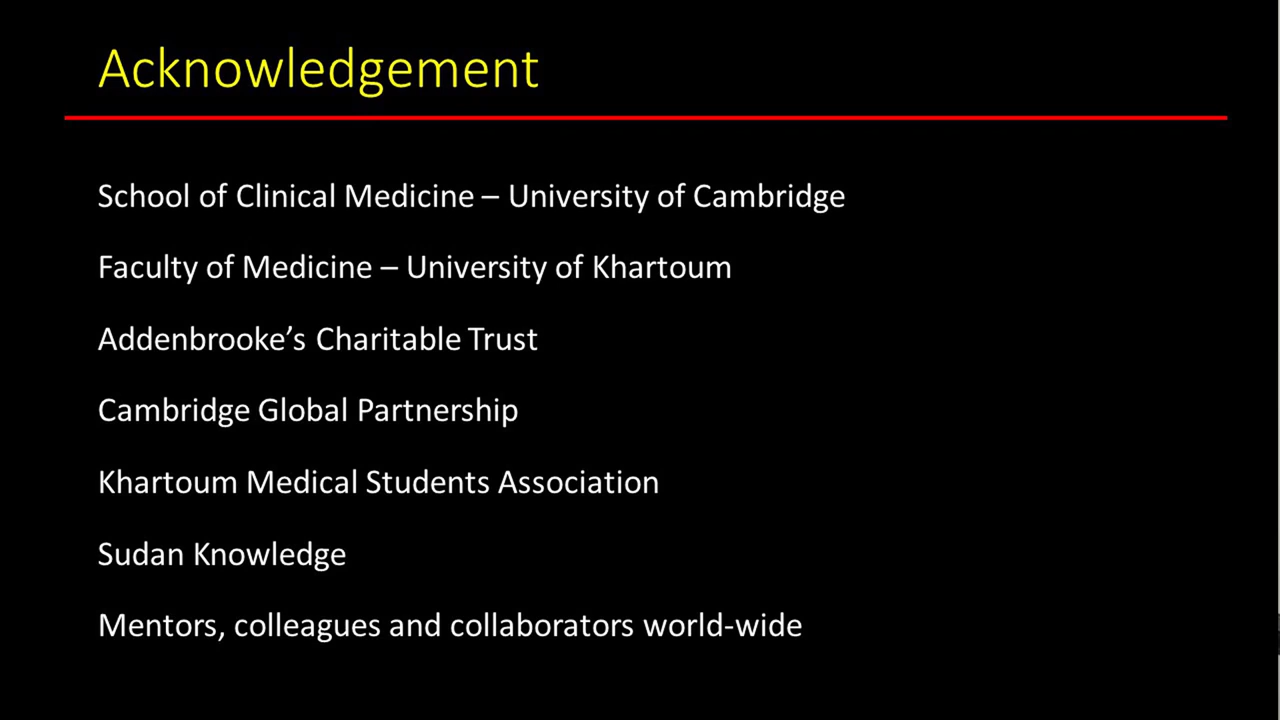 Acknowledgement
School of Clinical Medicine – University of Cambridge
Faculty of Medicine – University of Khartoum
Addenbrooke’s Charitable Trust
Cambridge Global Partnership
Khartoum Medical Students Association
Sudan Knowledge
Mentors, colleagues and collaborators world-wide